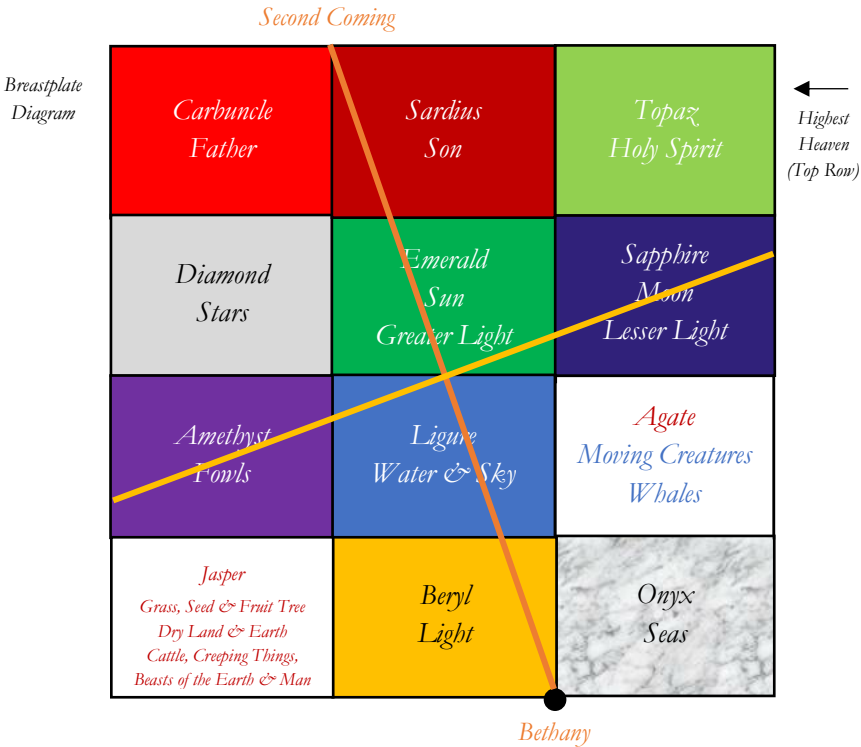 Second Coming
Breastplate
Diagram
Carbuncle
Father
Sardius
Son
Topaz
Holy Spirit
Highest
Heaven
(Top Row)
Diamond
Stars
Emerald
Sun
Greater Light
Sapphire
Moon
Lesser Light
Amethyst
Fowls
Ligure
Water & Sky
Agate
Moving Creatures
Whales
Jasper
Grass, Seed & Fruit Tree
Dry Land & Earth
Cattle, Creeping Things,
Beasts of the Earth & Man
Beryl
Light
Onyx
Seas
Bethany